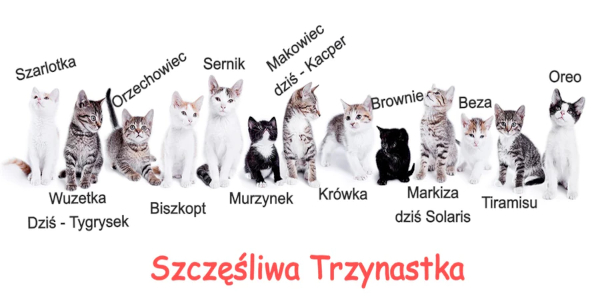 Szarlotka
Orzechowiec
Sernik
Makowiec
dziś - Kacper
Brownie
Beza
Oreo
Wuzetka
Dziś - Tygrysek
Biszkopt
Murzynek
Krówka
Markiza
dziś Solaris
Tiramisu
Szczęśliwa Trzynastka